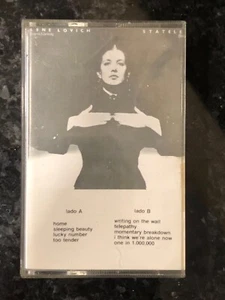 LENE LOVICH STATELE
lado A
home
sleeping beauty
lucky number
too tender
lado B
writing on the wall
telepathy
momentary breakdown
i think we're alone now
one in 1,000,000